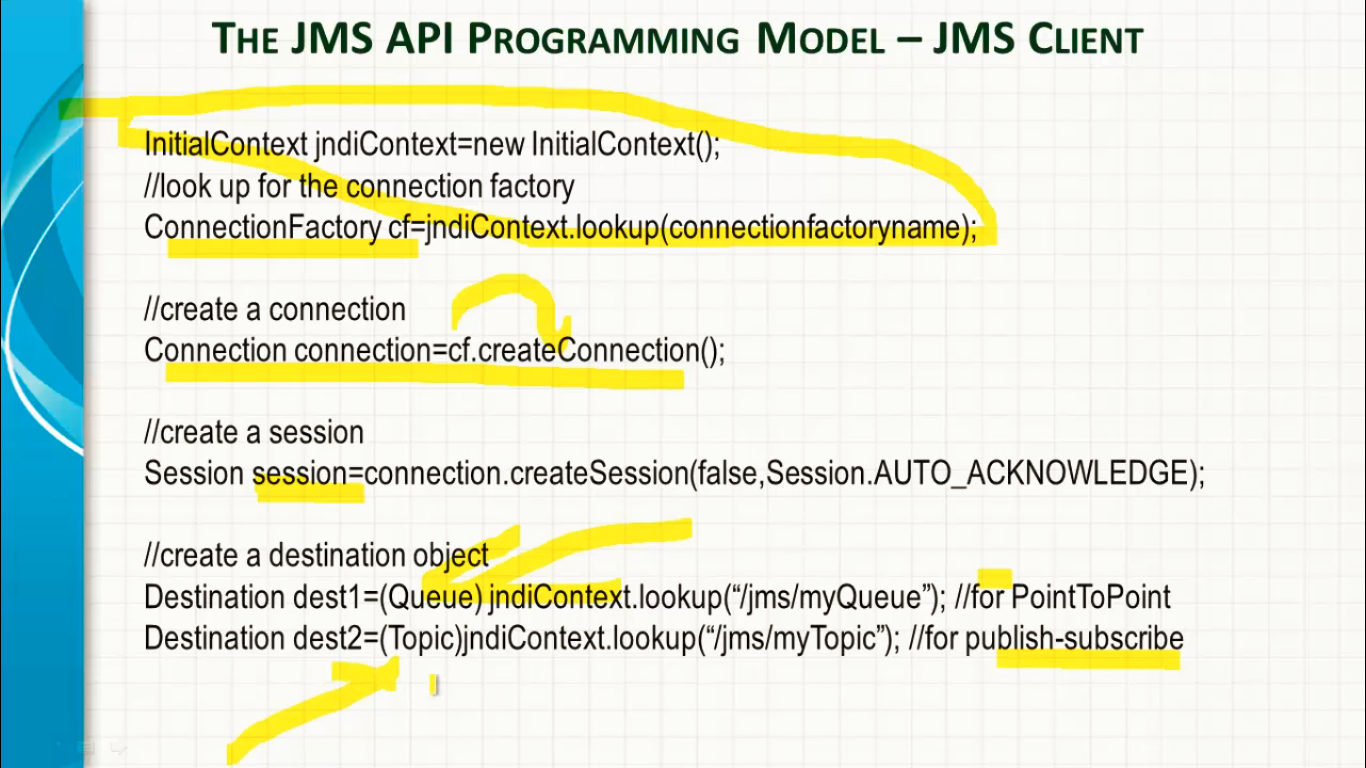 THE JMS API PROGRAMMING MODEL – JMS CLIENT
InitialContext jndiContext=new InitialContext();
//look up for the connection factory
ConnectionFactory cf=jndiContext.lookup(connectionfactoryname);
//create a connection
Connection connection=cf.createConnection();
//create a session
Session session=connection.createSession(false,Session.AUTO_ACKNOWLEDGE);
//create a destination object
Destination dest1=(Queue) jndiContext.lookup(“/jms/myQueue”); //for PointToPoint
Destination dest2=(Topic)jndiContext.lookup(“/jms/myTopic”); //for publish-subscribe